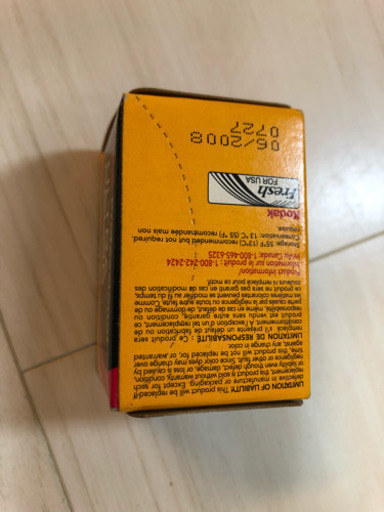 LIMITATION OF LIABILITY: This product will be replaced if
defective in manufacture or packaging. Except for such
replacement, this product is sold without warranty, condition,
or liability even though defect, damage, or loss is caused by
negligence or other fault. Since color dyes may change over
time, this product will not be replaced for, or warranted
against, any change in color.
LIMITATION DE RESPONSABILITÉ : Ce produit sera
remplacé s'il présente un défaut de fabrication ou de
conditionnement. À l'exception d'un tel remplacement, ce
produit est vendu sans autre garantie, condition ou
responsabilité, même en cas de défaut, de dommage ou de
perte causés par la négligence ou toute autre faute. Comme
les matières colorantes peuvent se modifier au fil du temps,
ce produit ne sera pas garanti en cas de modification des
couleurs ni remplacé pour ce motif.
Product information/
Information sur le produit : 1-800-242-2424
In/Au Canada: 1-800-465-6325
Storage: 55°F (13°C) recommended but not required.
Conservation: 13 °C (55 °F) recommandée mais non
requise.
Kodak
Fresh
FOR USA
06/2008
0727